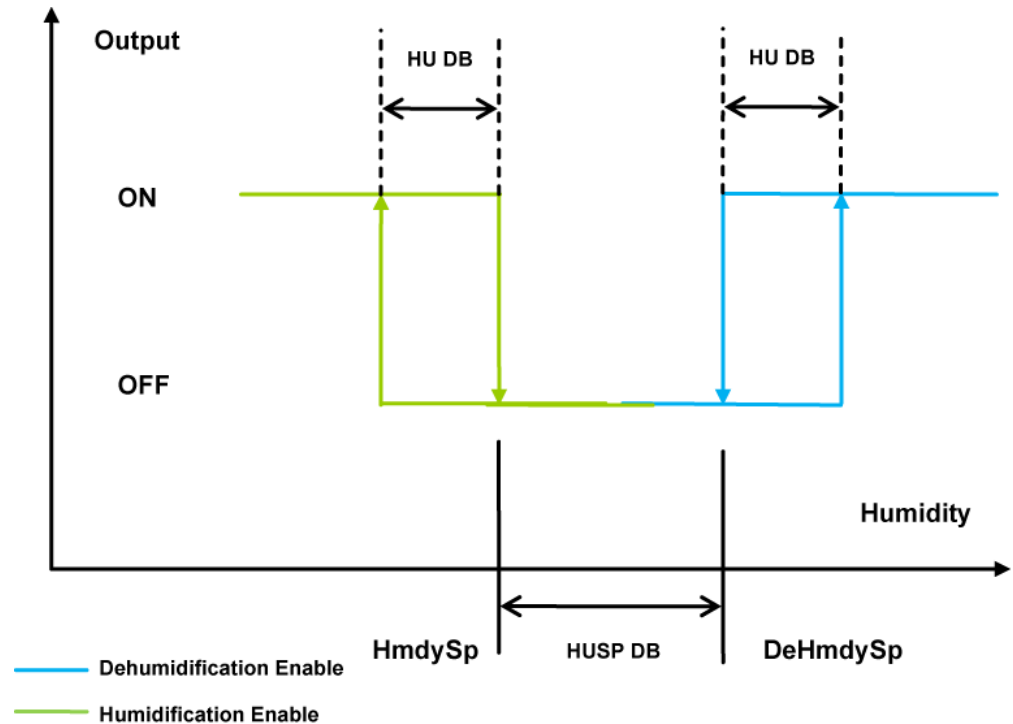 Output
HU DB
HU DB
ON
OFF
Humidity
HmdySp
HUSP DB
DeHmdySp
Dehumidification Enable
Humidification Enable